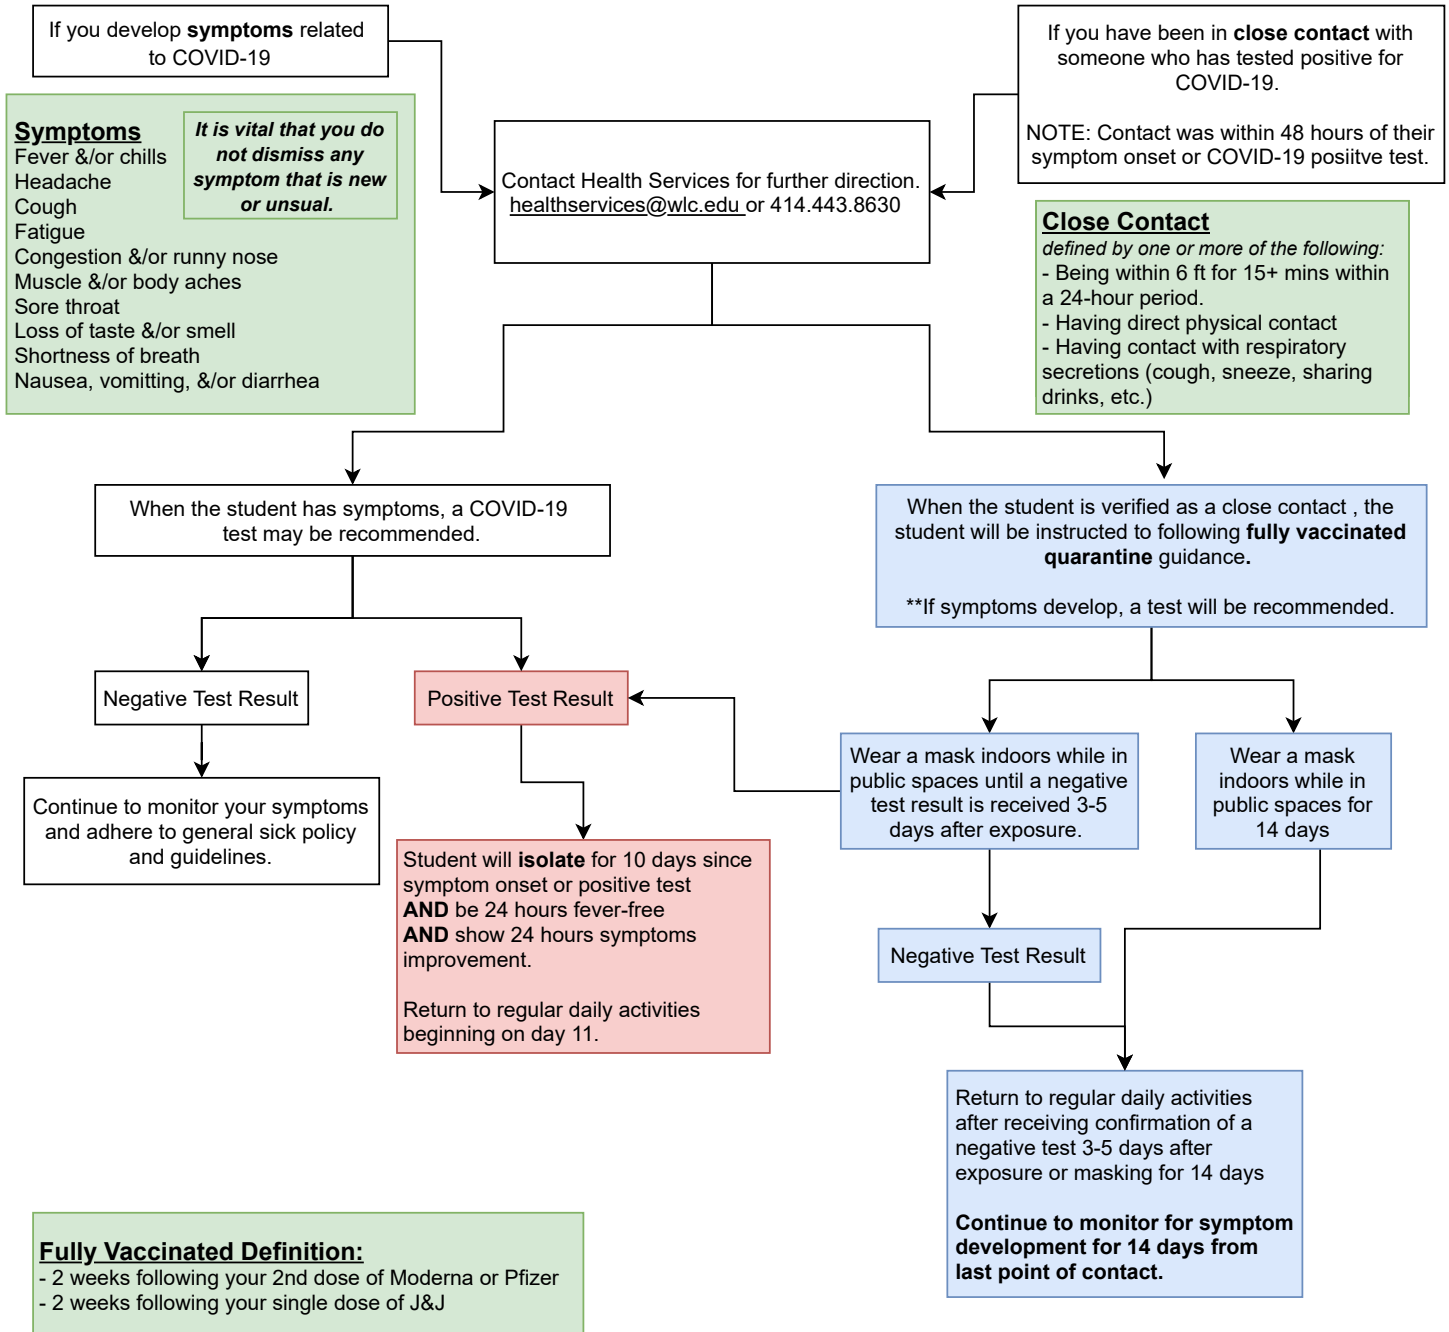 If you develop symptoms related
to COVID-19
If you have been in close contact with
someone who has tested positive for
COVID-19.
NOTE: Contact was within 48 hours of their
symptom onset or COVID-19 posiitve test.
Symptoms
Fever &/or chills
Headache
Cough
Fatigue
Congestion &/or runny nose
Muscle &/or body aches
Sore throat
Loss of taste &/or smell
Shortness of breath
Nausea, vomitting, &/or diarrhea
It is vital that you do
not dismiss any
symptom that is new
or unusual.
Contact Health Services for further direction.
healthservices@wlc.edu or 414.443.8630
Close Contact
defined by one or more of the following:
- Being within 6 ft for 15+ mins within
a 24-hour period.
- Having direct physical contact
- Having contact with respiratory
secretions (cough, sneeze, sharing
drinks, etc.)
When the student has symptoms, a COVID-19
test may be recommended.
When the student is verified as a close contact , the
student will be instructed to following fully vaccinated
quarantine guidance.
**If symptoms develop, a test will be recommended.
Negative Test Result
Positive Test Result
Wear a mask indoors while in
public spaces until a negative
test result is received 3-5
days after exposure.
Wear a mask
indoors while in
public spaces for
14 days
Continue to monitor your symptoms
and adhere to general sick policy
and guidelines.
Student will isolate for 10 days since
symptom onset or positive test
AND be 24 hours fever-free
AND show 24 hours symptoms
improvement.
Return to regular daily activities
beginning on day 11.
Negative Test Result
Return to regular daily activities
after receiving confirmation of a
negative test 3-5 days after
exposure or masking for 14 days
Continue to monitor for symptom
development for 14 days from
last point of contact.
Fully Vaccinated Definition:
- 2 weeks following your 2nd dose of Moderna or Pfizer
- 2 weeks following your single dose of J&J